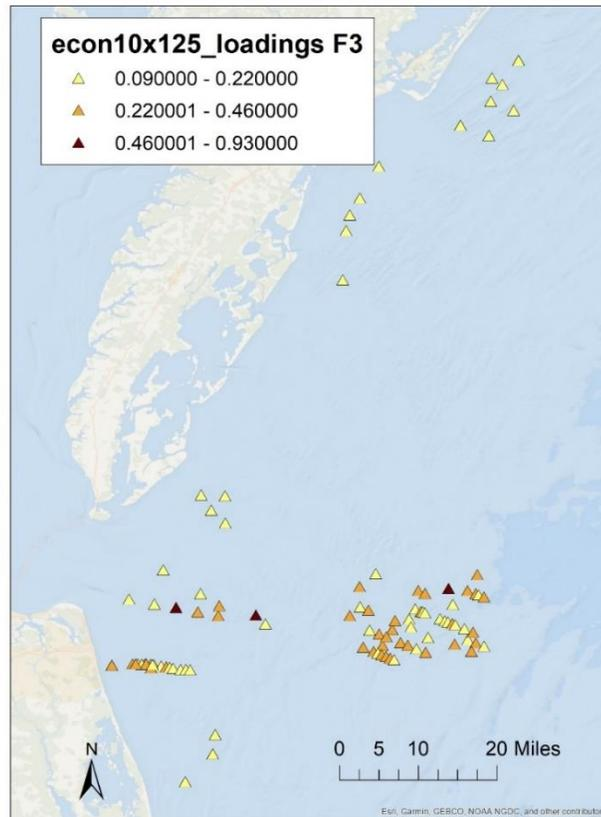 econ10x125_loadings F3
0.090000 - 0.220000
0.220001 - 0.460000
0.460001 - 0.930000
N
0 5 10 20 Miles
Esri, Garmin, GEBCO, NOAA NGDC, and other contributor